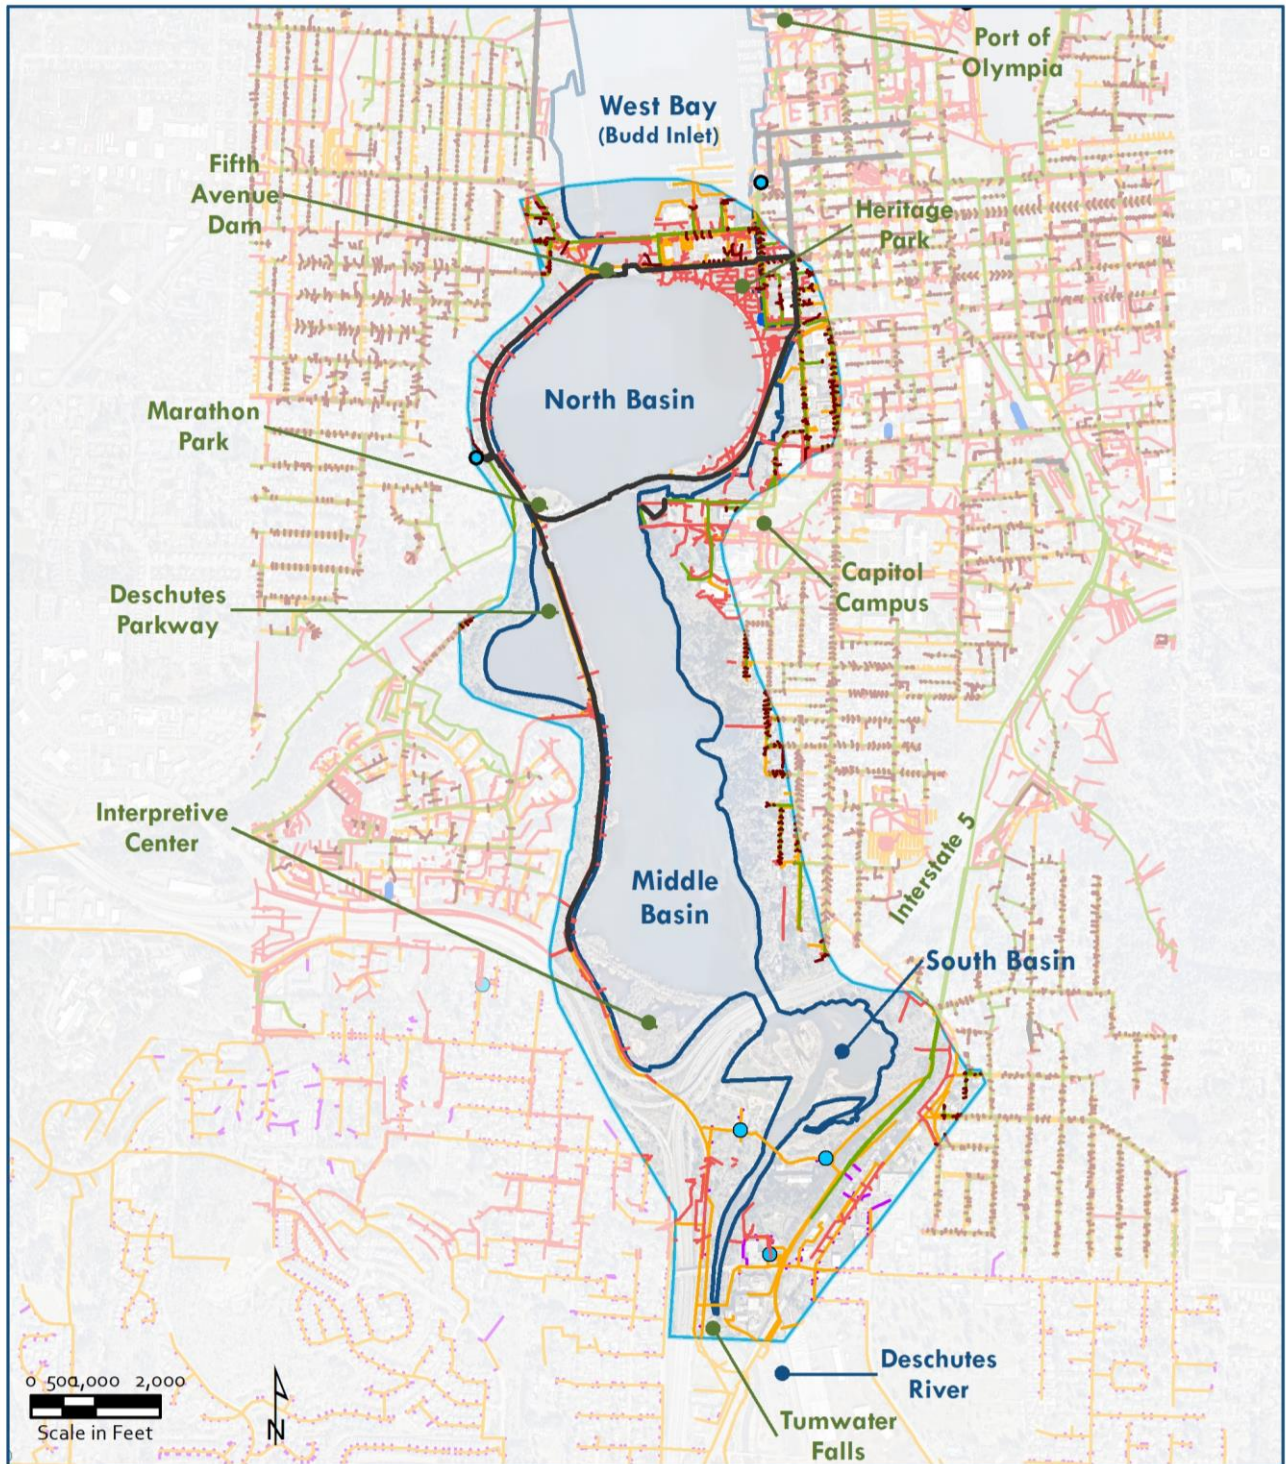 Port of
Olympia
West Bay
(Budd Inlet)
Fifth
Avenue
Dam
Heritage
Park
North Basin
Marathon
Park
Capitol
Campus
Deschutes
Parkway
Interpretive
Center
Interstate 5
Middle
Basin
South Basin
Deschutes
River
Tumwater
Falls
0 500 1,000 2,000
Scale in Feet
N